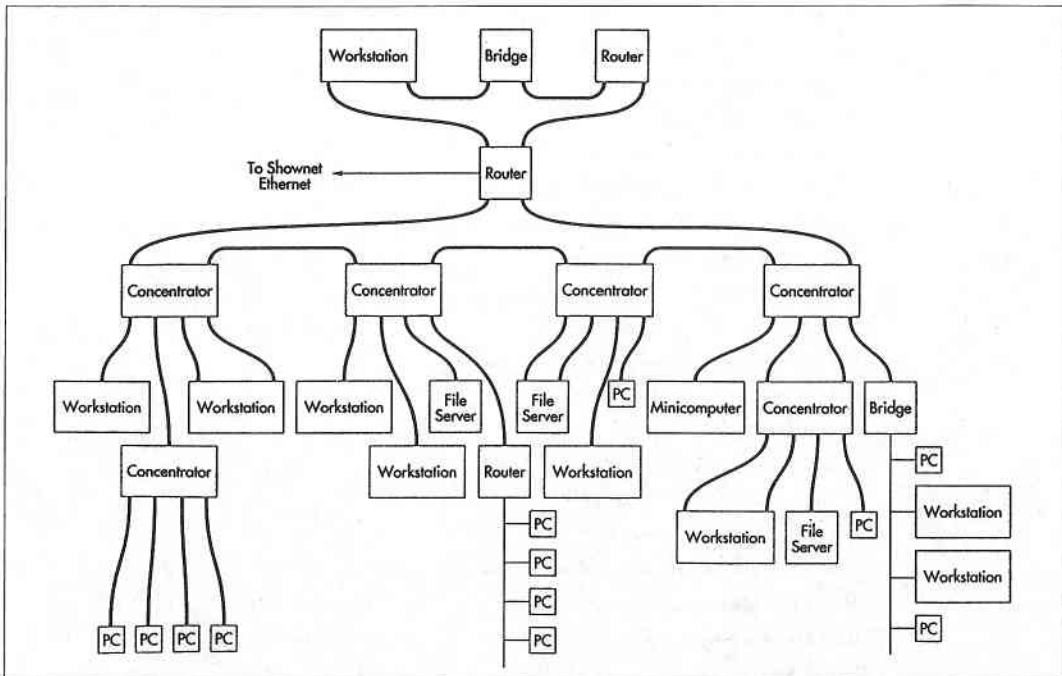 Workstation
Bridge
Router
To Shownet
Ethernet
Router
Concentrator
Concentrator
Concentrator
Concentrator
Workstation
Workstation
Workstation
File
Server
File
Server
PC
Minicomputer
Concentrator
Bridge
Concentrator
Workstation
Router
Workstation
PC
PC
PC
PC
PC
Workstation
File
Server
PC
Workstation
Workstation
PC
PC
PC
PC
PC